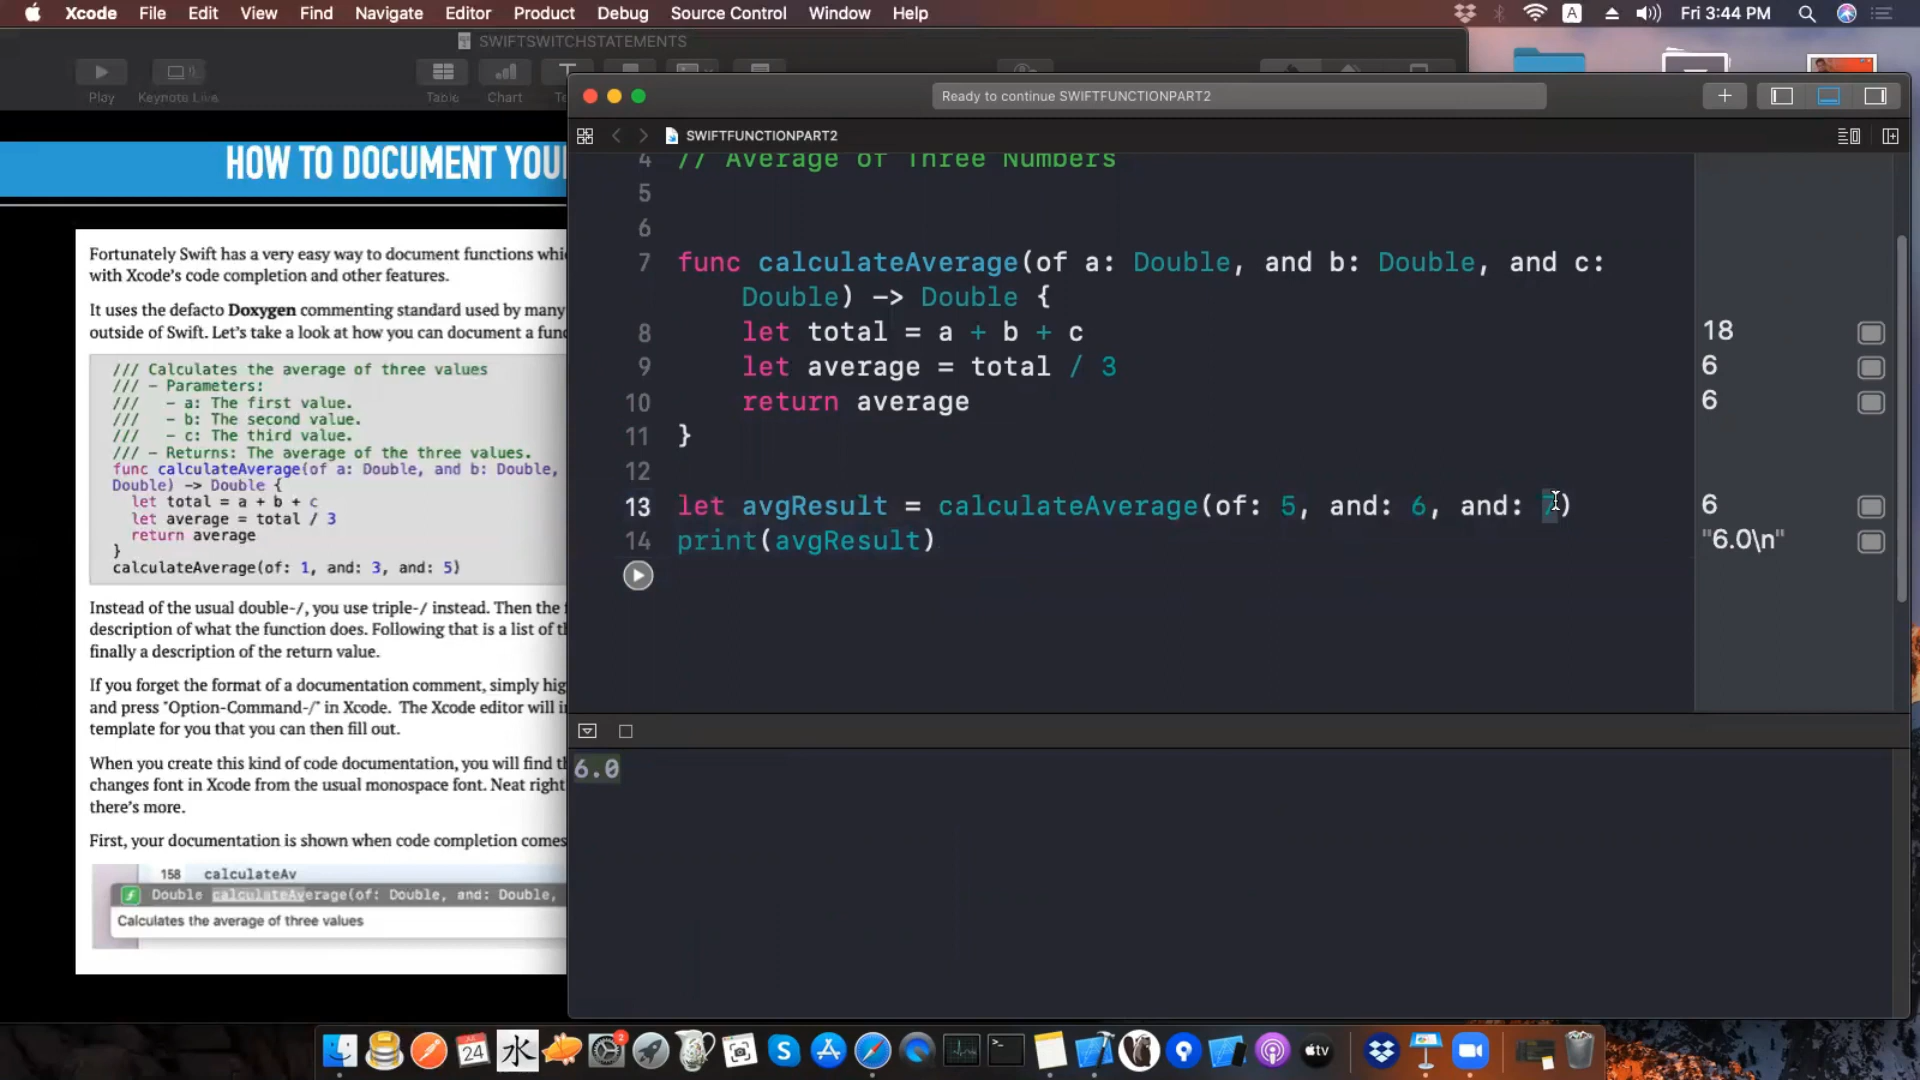 Xcode File Edit View Find Navigate Editor Product Debug Source Control Window Help
A Fri 3:44 PM
SWIFTSWITCHSTATEMENTS
Play Keynote Live Table Chart
HOW TO DOCUMENT YOU
Fortunately Swift has a very easy way to document functions
with Xcode's code completion and other features.
It uses the defacto Doxygen commenting standard used by many
outside of Swift. Let's take a look at how you can document a
/// Calculates the average of three values
/// - Parameters:
/// - a: The first value.
/// - b: The second value.
/// - c: The third value.
/// - Returns: The average of the three values.
func calculateAverage(of a: Double, and b: Double,
Double) -> Double {
let total = a + b + c
let average = total / 3
return average
}
calculateAverage(of: 1, and: 3, and: 5)
Instead of the usual double-/, you use triple-/ instead. Then the
description of what the function does. Following that is a list of
finally a description of the return value.
If you forget the format of a documentation comment, simply
and press "Option-Command-/" in Xcode. The Xcode editor will
template for you that you can then fill out.
When you create this kind of code documentation, you will find
changes font in Xcode from the usual monospace font. Neat right
there's more.
First, your documentation is shown when code completion comes
158 calculateAv
Double calculateAverage(of: Double, and: Double,
Calculates the average of three values
Ready to continue SWIFTFUNCTIONPART2
SWIFTFUNCTIONPART2
4 // Average of Three Numbers
5
6
7 func calculateAverage(of a: Double, and b: Double, and c:
Double) -> Double {
8 let total = a + b + c 18
9 let average = total / 3 6
10 return average 6
11 }
12
13 let avgResult = calculateAverage(of: 5, and: 6, and: 7) 6
14 print(avgResult) "6.0\n"
6.0
24 水 2 S tv